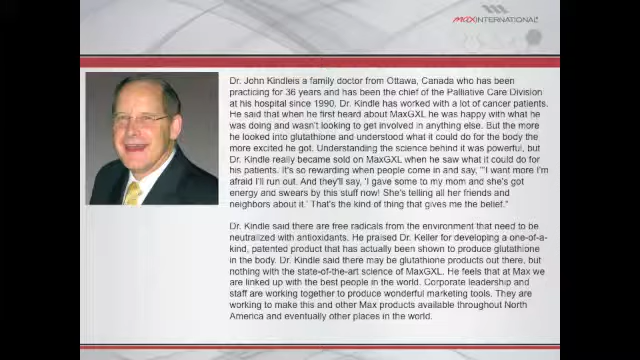 MAXINTERNATIONAL
Dr. John Kindleis a family doctor from Ottawa, Canada who has been
practicing for 36 years and has been the chief of the Palliative Care Division
at his hospital since 1990. Dr. Kindle has worked with a lot of cancer patients.
He said that when he first heard about MaxGXL he was happy with what he
was doing and wasn't looking to get involved in anything else. But the more
he looked into glutathione and understood what it could do for the body the
more excited he got. Understanding the science behind it was powerful, but
Dr. Kindle really became sold on MaxGXL when he saw what it could do for
his patients. It's so rewarding when people come in and say, "'I want more I'm
afraid I'll run out. And they'll say, 'I gave some to my mom and she's got
energy and swears by this stuff now! She's telling all her friends and
neighbors about it.' That's the kind of thing that gives me the belief."
Dr. Kindle said there are free radicals from the environment that need to be
neutralized with antioxidants. He praised Dr. Keller for developing a one-of-a-
kind, patented product that has actually been shown to produce glutathione
in the body. Dr. Kindle said there may be glutathione products out there, but
nothing with the state-of-the-art science of MaxGXL. He feels that at Max we
are linked up with the best people in the world. Corporate leadership and
staff are working together to produce wonderful marketing tools. They are
working to make this and other Max products available throughout North
America and eventually other places in the world.